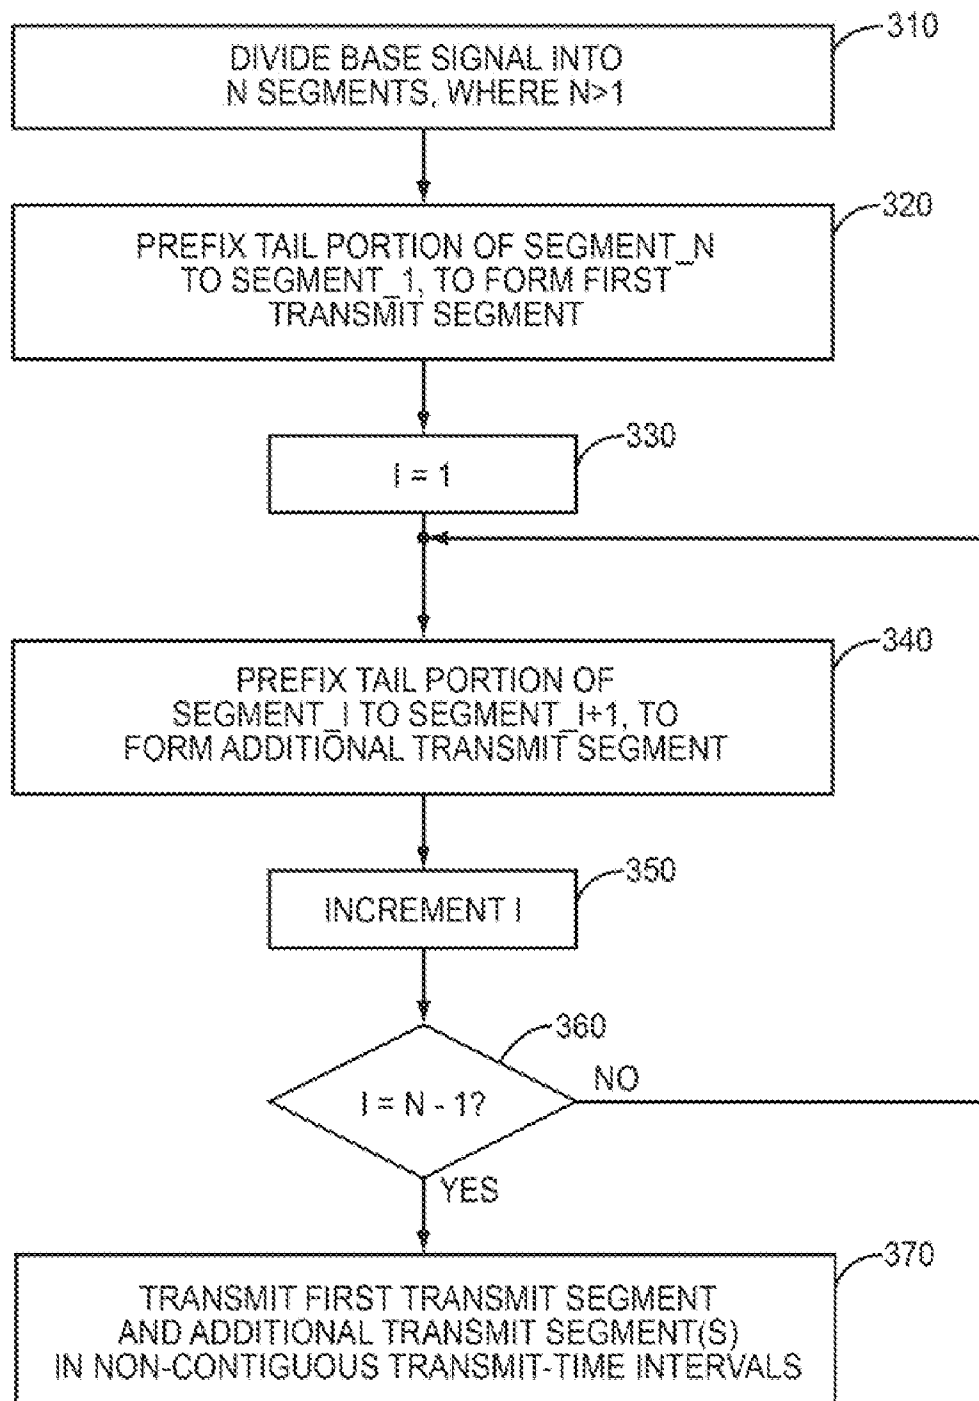 310
DIVIDE BASE SIGNAL INTO
N SEGMENTS, WHERE N>1
320
PREFIX TAIL PORTION OF SEGMENT_N
TO SEGMENT_1, TO FORM FIRST
TRANSMIT SEGMENT
330
I = 1
340
PREFIX TAIL PORTION OF
SEGMENT_I TO SEGMENT_I+1, TO
FORM ADDITIONAL TRANSMIT SEGMENT
350
INCREMENT I
360
I = N - 1?
NO
YES
370
TRANSMIT FIRST TRANSMIT SEGMENT
AND ADDITIONAL TRANSMIT SEGMENT(S)
IN NON-CONTIGUOUS TRANSMIT-TIME INTERVALS